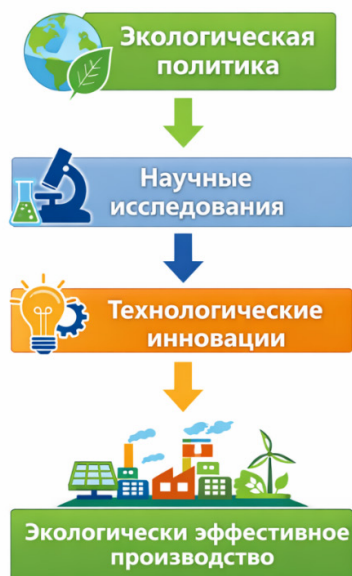 Экологическая
политика
Научные
исследования
Технологические
инновации
Экологически эффективное
производство